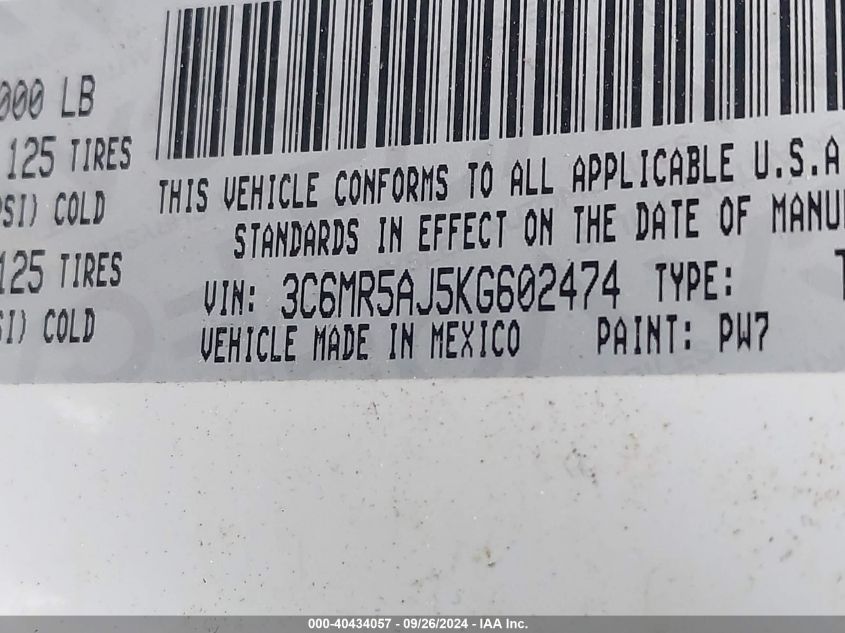 000 LB
125 TIRES
PSI) COLD
125 TIRES
SI) COLD
THIS VEHICLE CONFORMS TO ALL APPLICABLE U.S.A
STANDARDS IN EFFECT ON THE DATE OF MANU
VIN: 3C6MR5AJ5KG602474 TYPE: T
VEHICLE MADE IN MEXICO PAINT: PW7
000-40434057 - 09/26/2024 - IAA Inc.